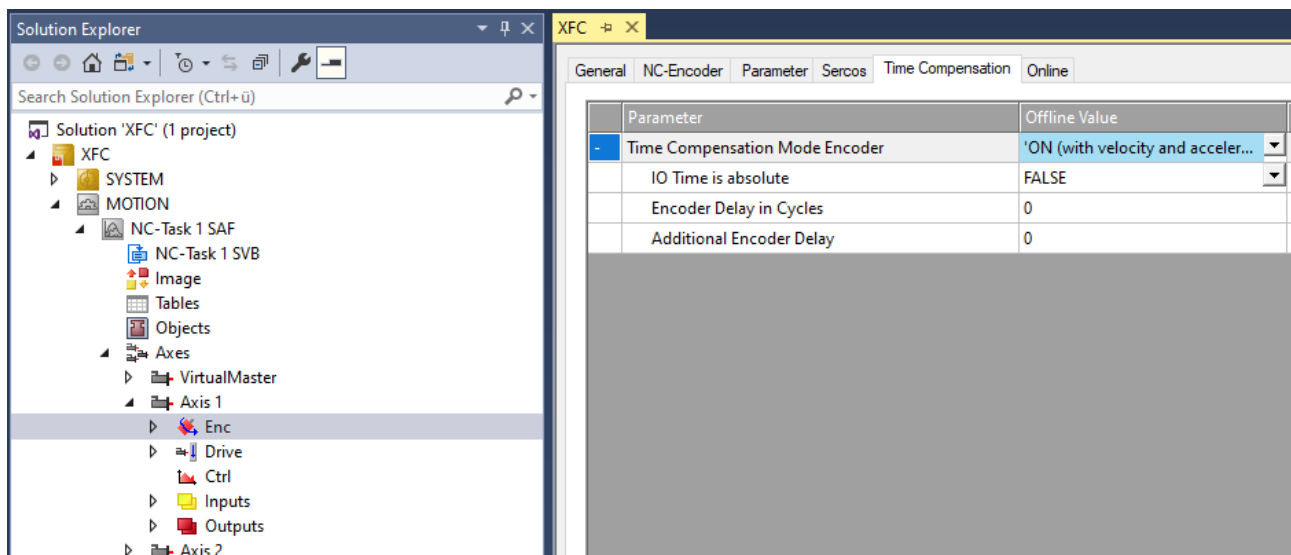 Solution Explorer
Search Solution Explorer (Ctrl+ü)
Solution 'XFC' (1 project)
XFC
SYSTEM
MOTION
NC-Task 1 SAF
NC-Task 1 SVB
Image
Tables
Objects
Axes
VirtualMaster
Axis 1
Enc
Drive
Ctrl
Inputs
Outputs
Axis 2
XFC
General NC-Encoder Parameter Sercos Time Compensation Online
Parameter Offline Value
- Time Compensation Mode Encoder 'ON (with velocity and acceler...
IO Time is absolute FALSE
Encoder Delay in Cycles 0
Additional Encoder Delay 0